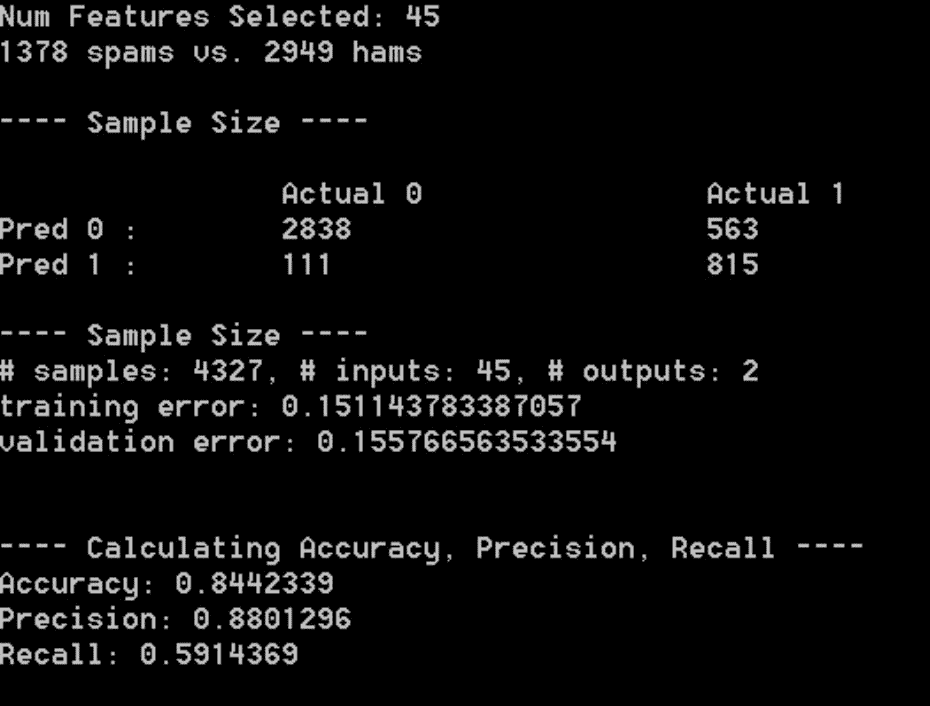 Num Features Selected: 45
1378 spams vs. 2949 hams
---- Sample Size ----
Actual 0 Actual 1
Pred 0 : 2838 563
Pred 1 : 111 815
---- Sample Size ----
# samples: 4327, # inputs: 45, # outputs: 2
training error: 0.151143783387057
validation error: 0.155766563533554
---- Calculating Accuracy, Precision, Recall ----
Accuracy: 0.8442339
Precision: 0.8801296
Recall: 0.5914369